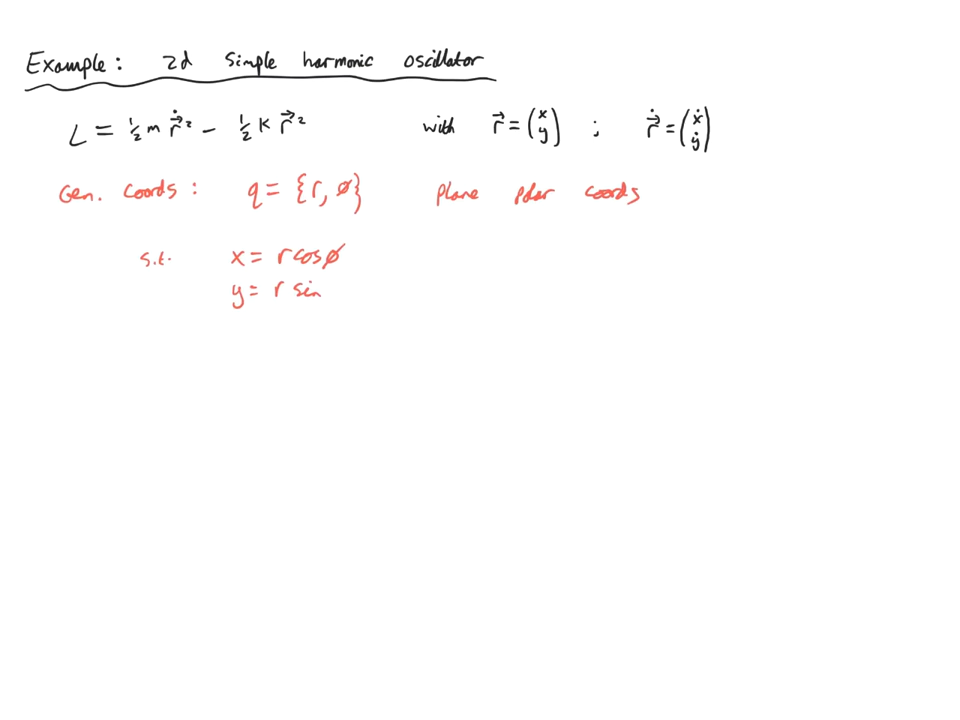 Example: 2d simple harmonic oscillator
L = ½ m ṙ⃗² − ½ k r⃗² with r⃗ = (x y) ; ṙ⃗ = (ẋ ẏ)
Gen. coords: q = {r, ϕ} plane polar coords
s.t. x = r cos ϕ
y = r sin